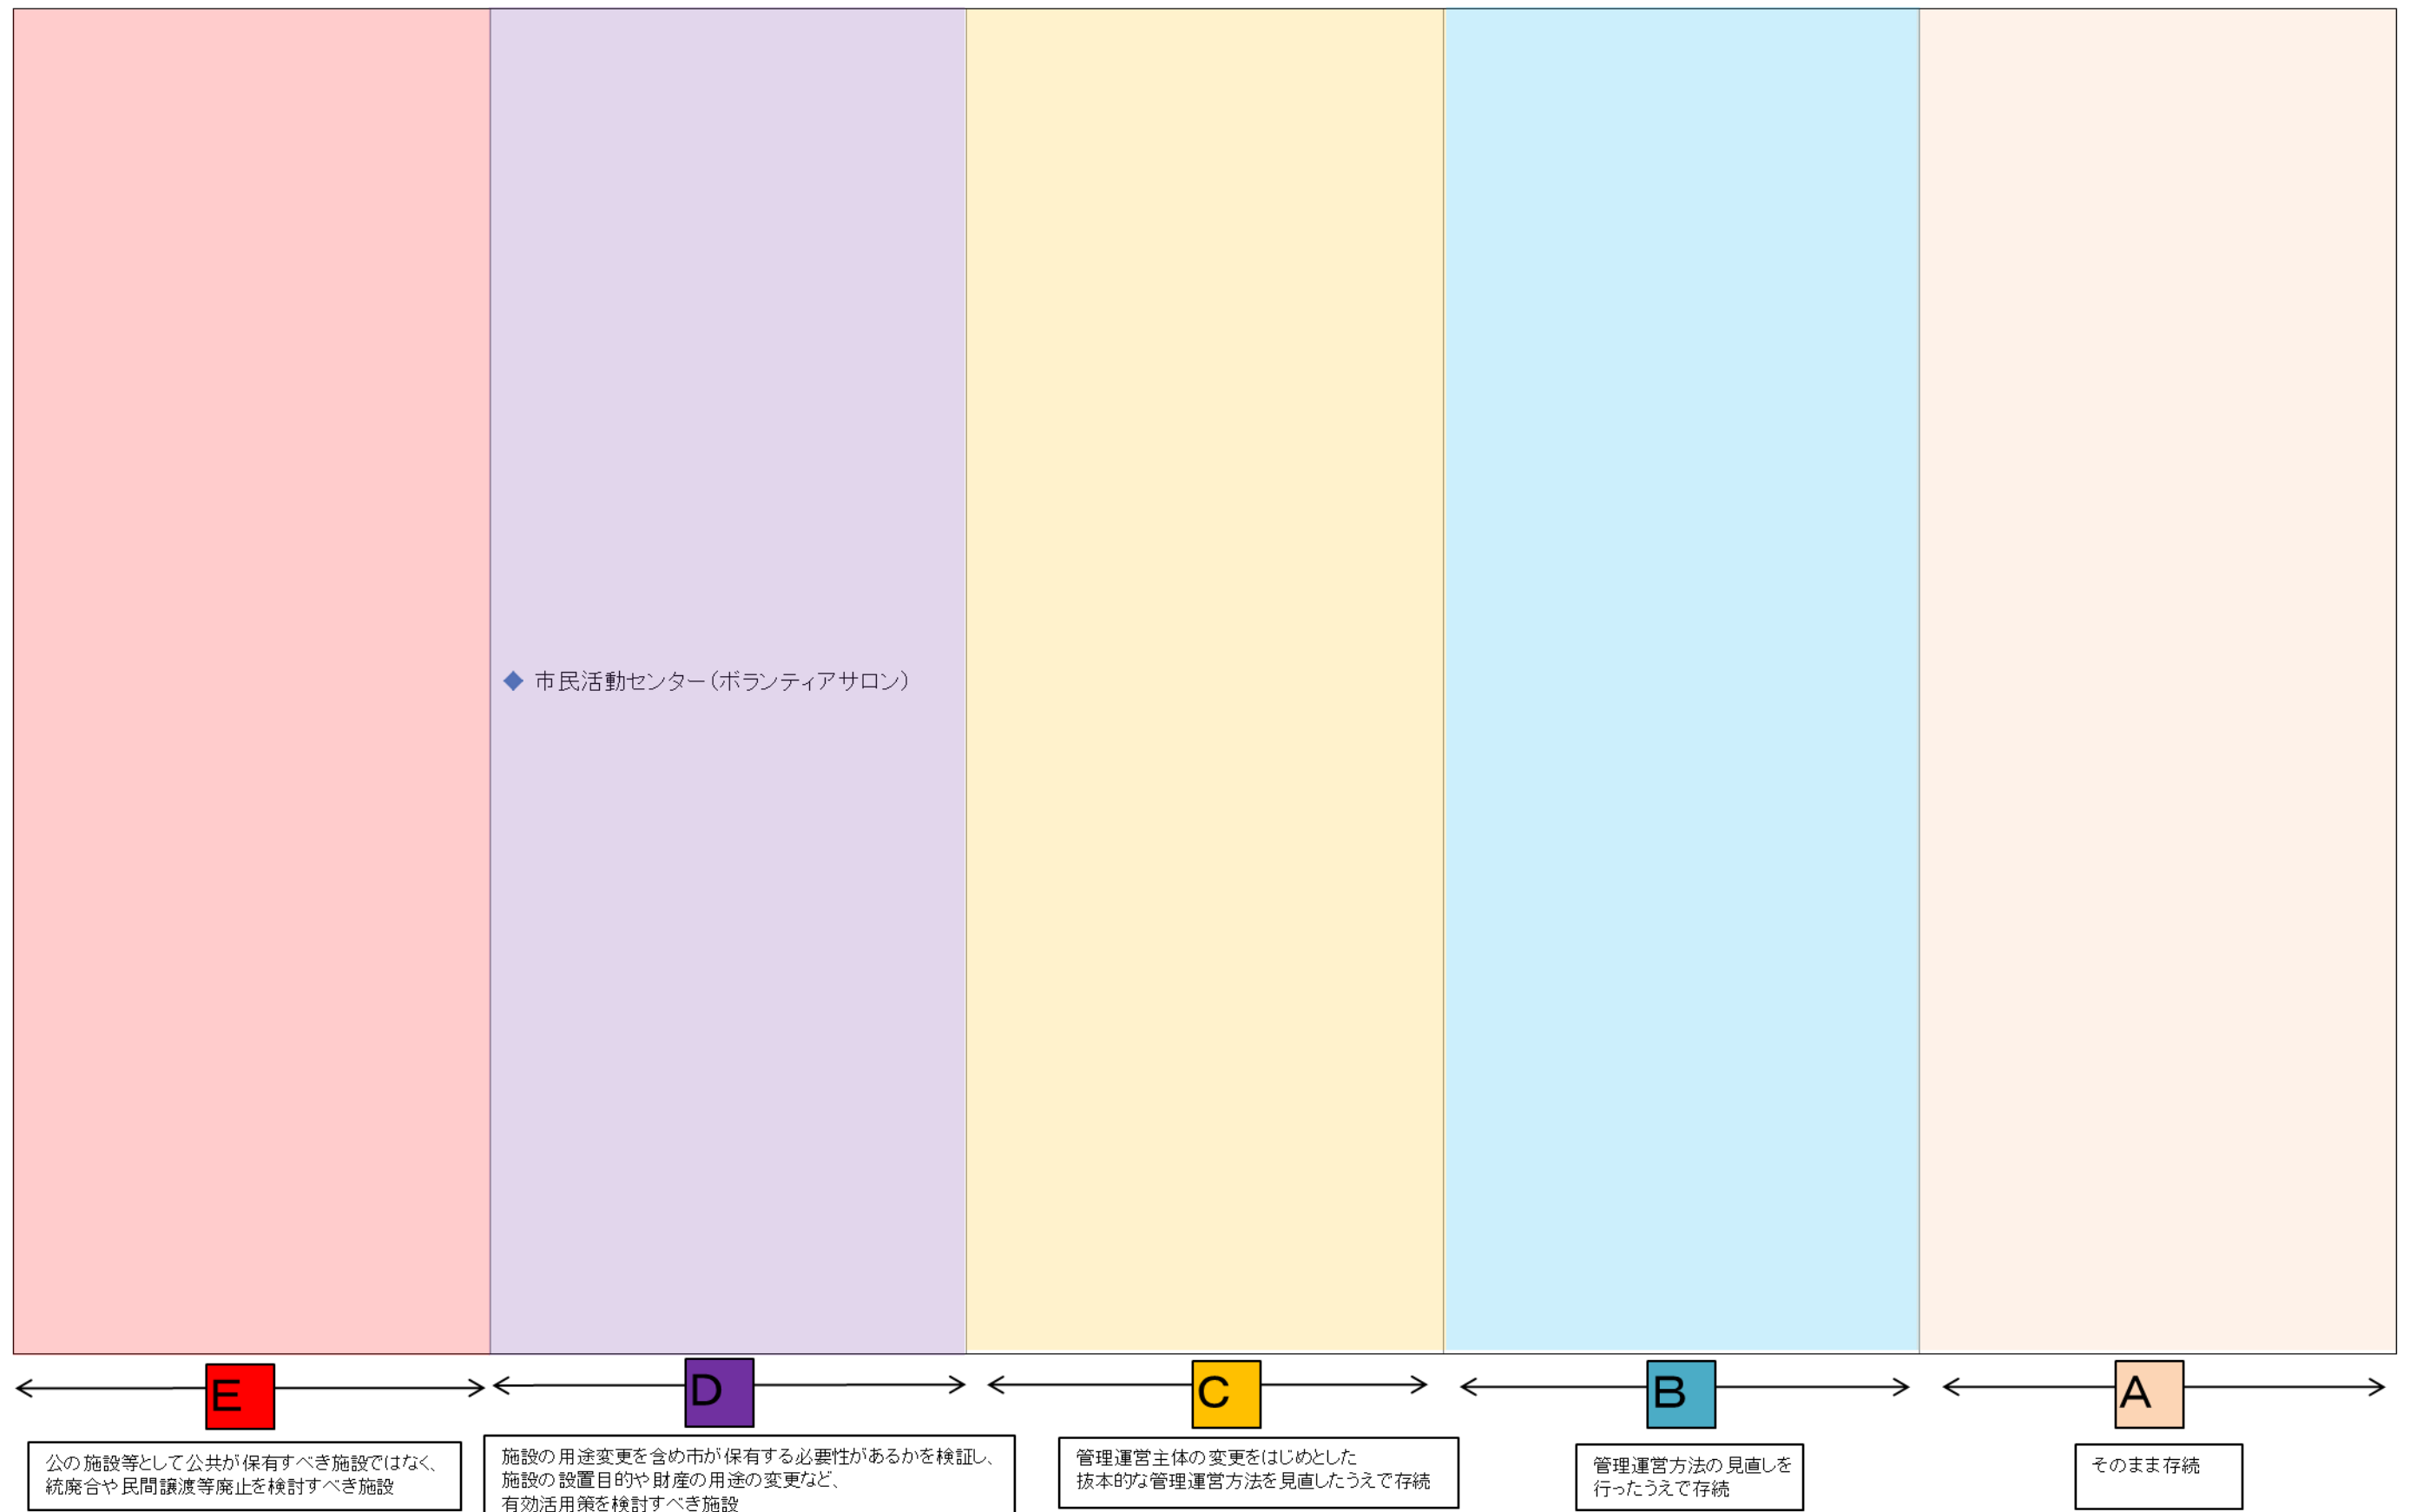 市民活動センター（ボランティアサロン）
E
D
C
B
A
公の施設等として公共が保有すべき施設ではなく、
統廃合や民間譲渡等廃止を検討すべき施設
施設の用途変更を含め市が保有する必要性があるかを検証し、
施設の設置目的や財産の用途の変更など、
有効活用策を検討すべき施設
管理運営主体の変更をはじめとした
抜本的な管理運営方法を見直したうえで存続
管理運営方法の見直しを
行ったうえで存続
そのまま存続